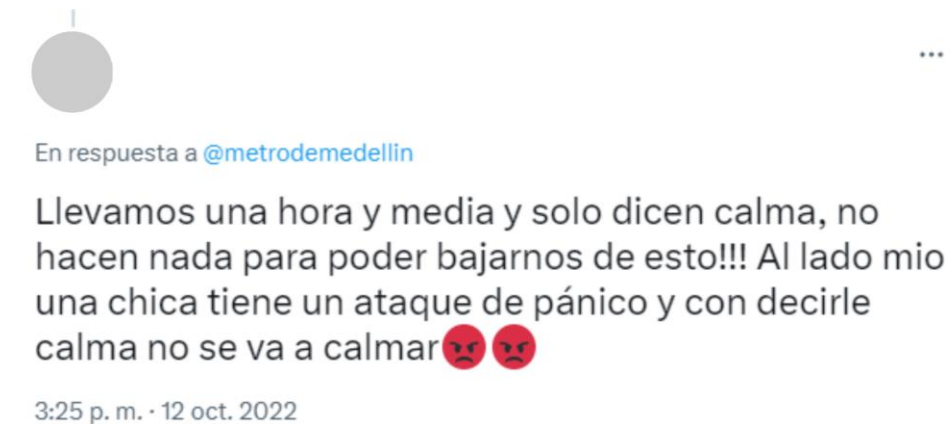 En respuesta a @metrodemedellin
Llevamos una hora y media y solo dicen calma, no
hacen nada para poder bajarnos de esto!!! Al lado mio
una chica tiene un ataque de pánico y con decirle
calma no se va a calmar😡😡
3:25 p. m. · 12 oct. 2022